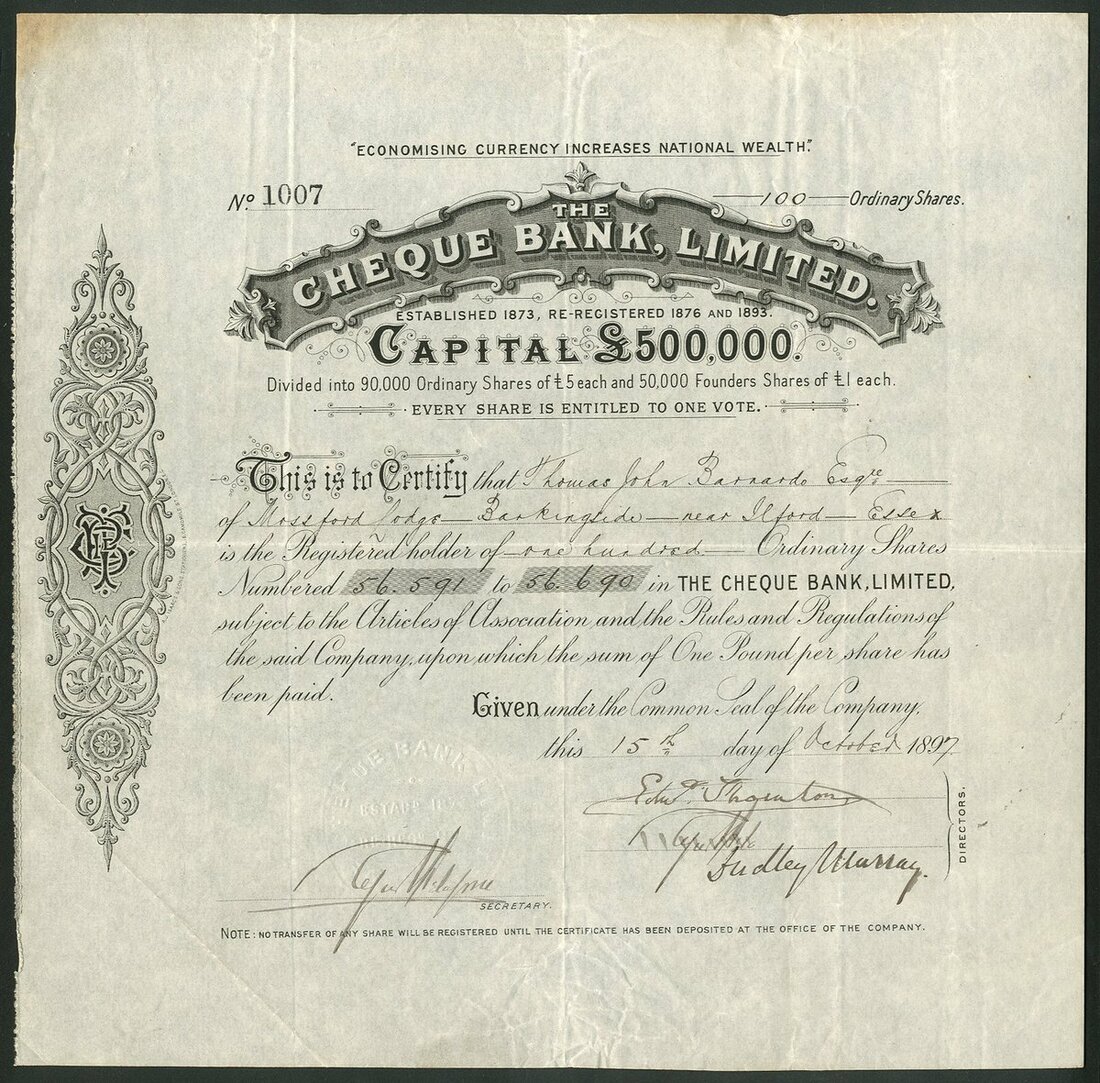 "ECONOMISING CURRENCY INCREASES NATIONAL WEALTH".
No 1007
100 Ordinary Shares.
THE
CHEQUE BANK, LIMITED.
ESTABLISHED 1873, RE-REGISTERED 1876 AND 1893.
CAPITAL £500,000.
Divided into 90,000 Ordinary Shares of £5 each and 50,000 Founders Shares of £1 each.
EVERY SHARE IS ENTITLED TO ONE VOTE.
This is to Certify that Thomas John Barnardo Esqre
of Mossford Lodge — Barkingside — near Ilford — Essex
is the Registered holder of one hundred Ordinary Shares
Numbered 56.591 to 56.690 in THE CHEQUE BANK, LIMITED,
subject to the Articles of Association and the Rules and Regulations of
the said Company, upon which the sum of One Pound per share has
been paid.
Given under the Common Seal of the Company,
this 15th day of October 1897
Edwd. Thornton
Dudley Murray.
DIRECTORS.
SECRETARY.
NOTE: NO TRANSFER OF ANY SHARE WILL BE REGISTERED UNTIL THE CERTIFICATE HAS BEEN DEPOSITED AT THE OFFICE OF THE COMPANY.